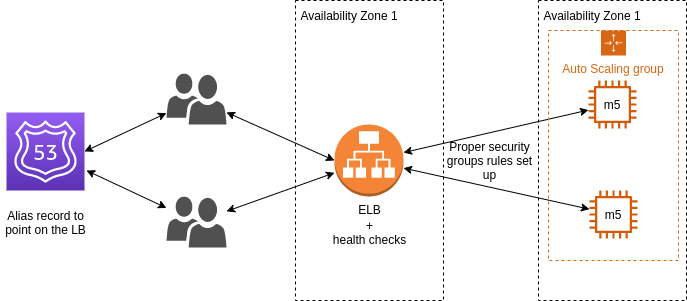 Availability Zone 1
Availability Zone 1
Auto Scaling group
m5
53
Proper security
groups rules set
up
Alias record to
point on the LB
ELB
+
health checks
m5